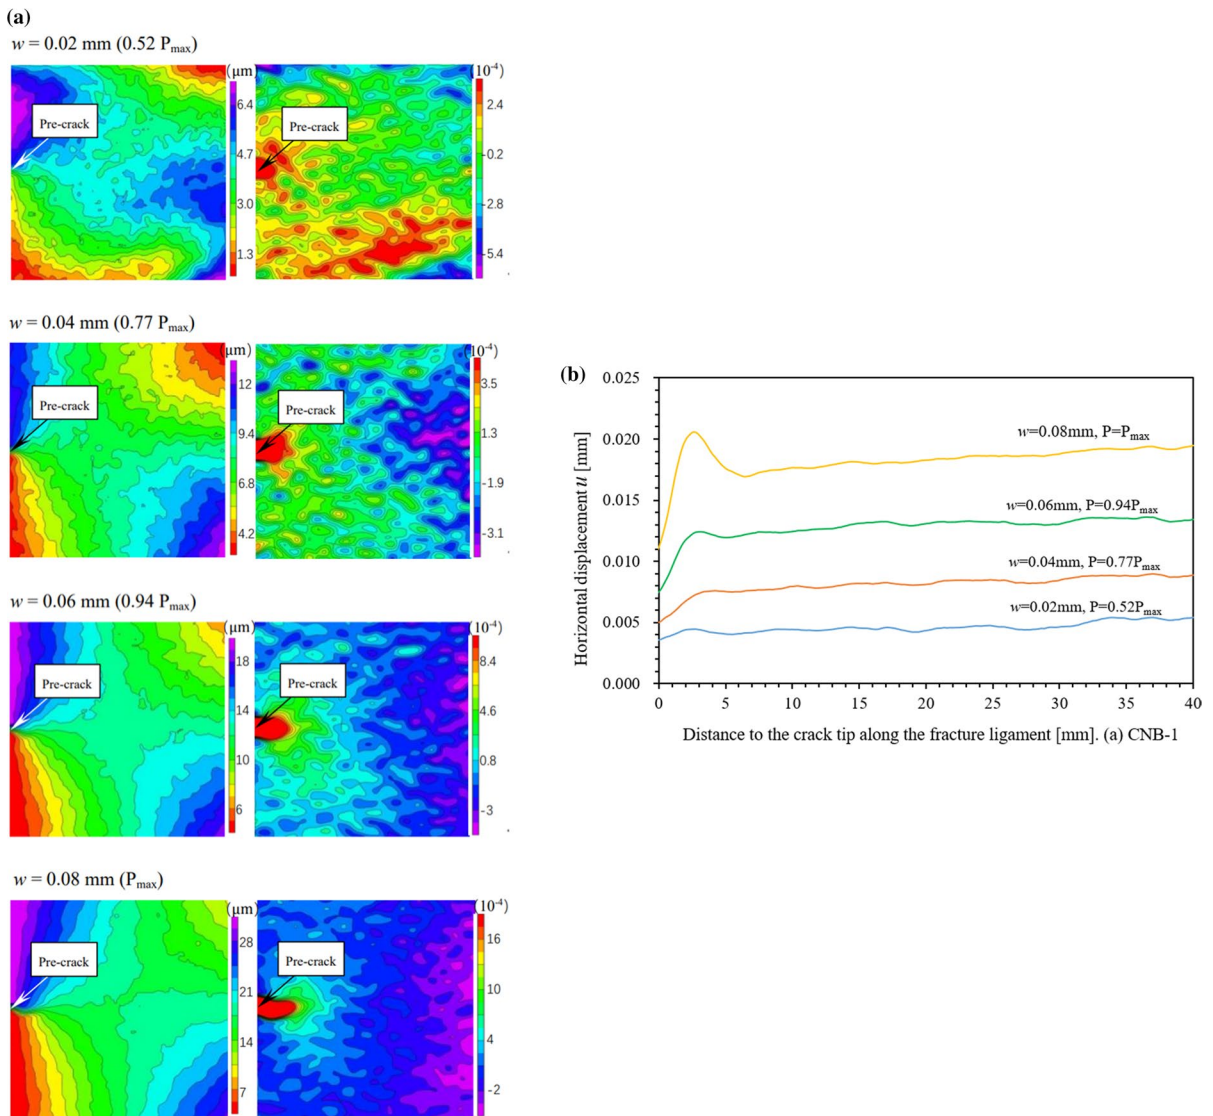 (a)
w = 0.02 mm (0.52 Pmax)
(μm)
6.4
4.7
3.0
1.3
Pre-crack
(10-4)
2.4
-0.2
-2.8
-5.4
Pre-crack
w = 0.04 mm (0.77 Pmax)
(μm)
12
9.4
6.8
4.2
Pre-crack
(10-4)
3.5
1.3
-1.9
-3.1
Pre-crack
w = 0.06 mm (0.94 Pmax)
(μm)
18
14
10
6
Pre-crack
(10-4)
8.4
4.6
0.8
-3
Pre-crack
w = 0.08 mm (Pmax)
(μm)
28
21
14
7
Pre-crack
(10-4)
16
10
4
-2
Pre-crack
(b)
Horizontal displacement u [mm]
0.025
0.020
0.015
0.010
0.005
0.000
w=0.08mm, P=Pmax
w=0.06mm, P=0.94Pmax
w=0.04mm, P=0.77Pmax
w=0.02mm, P=0.52Pmax
0 5 10 15 20 25 30 35 40
Distance to the crack tip along the fracture ligament [mm]. (a) CNB-1